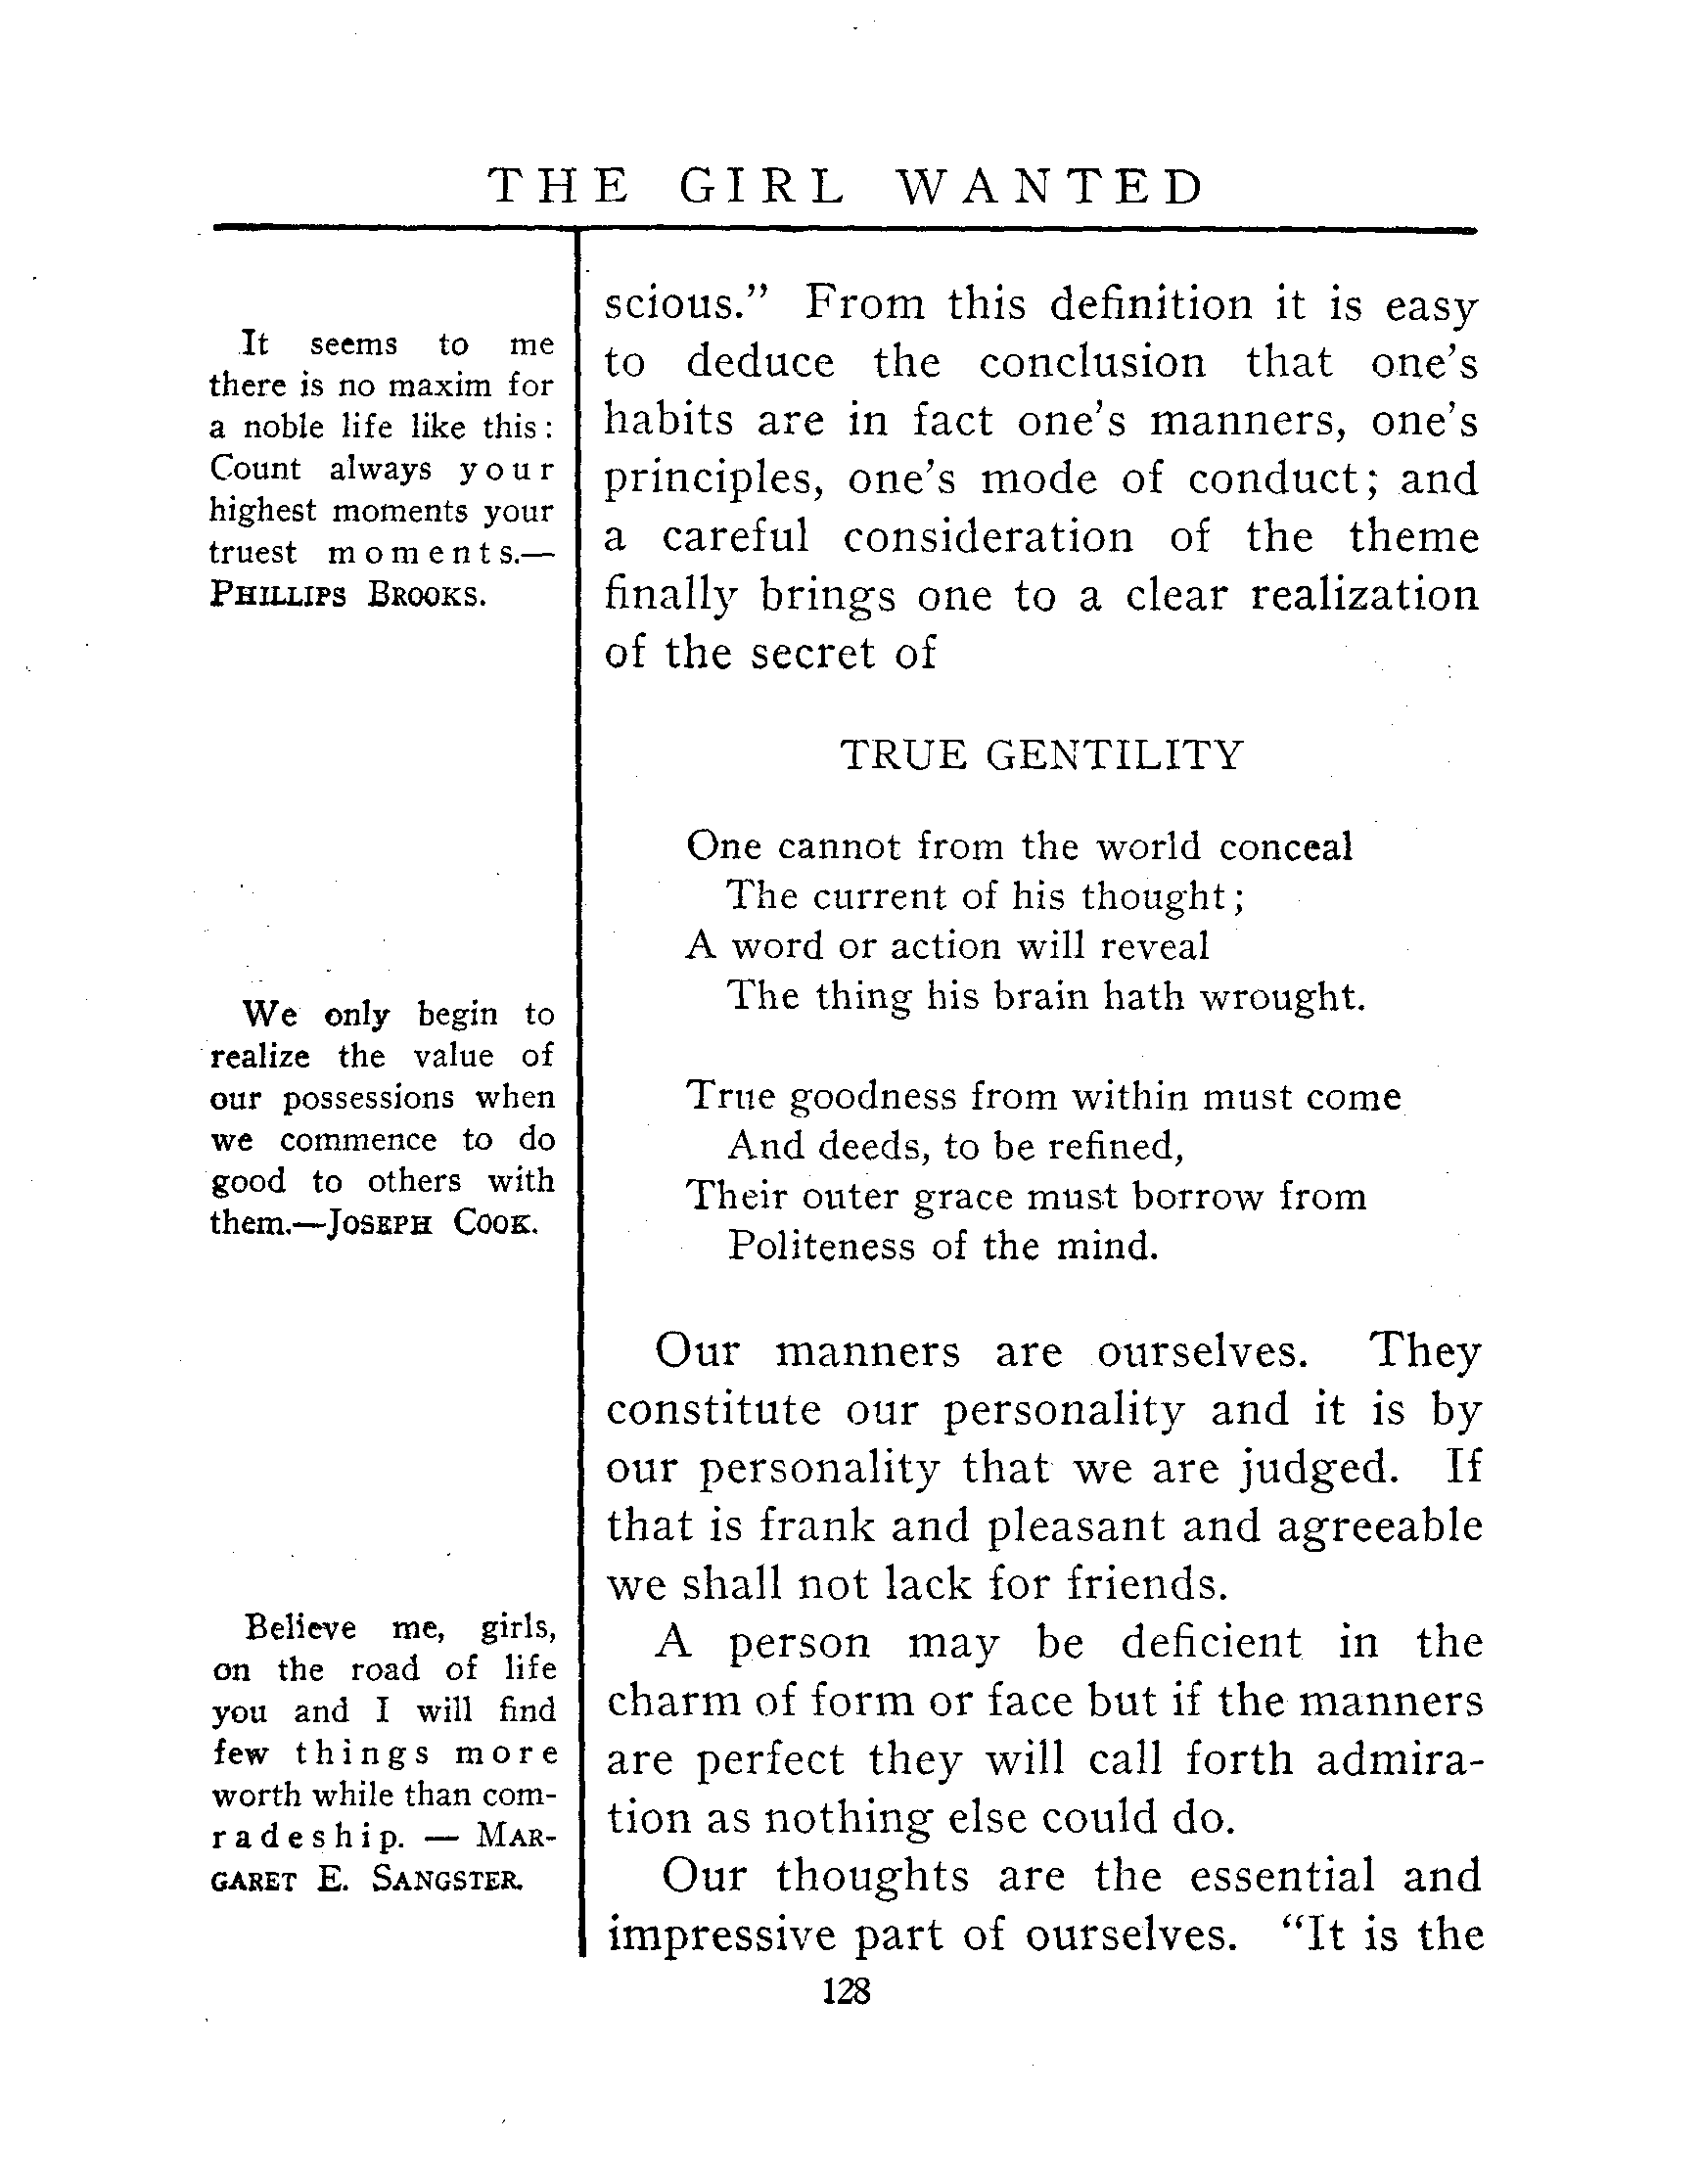 THE GIRL WANTED
It seems to me
there is no maxim for
a noble life like this:
Count always your
highest moments your
truest moments.—
PHILLIPS BROOKS.
We only begin to
realize the value of
our possessions when
we commence to do
good to others with
them.—JOSEPH COOK.
Believe me, girls,
on the road of life
you and I will find
few things more
worth while than com-
radeship. — MAR-
GARET E. SANGSTER.
scious." From this definition it is easy
to deduce the conclusion that one's
habits are in fact one's manners, one's
principles, one's mode of conduct; and
a careful consideration of the theme
finally brings one to a clear realization
of the secret of
TRUE GENTILITY
One cannot from the world conceal
The current of his thought;
A word or action will reveal
The thing his brain hath wrought.
True goodness from within must come
And deeds, to be refined,
Their outer grace must borrow from
Politeness of the mind.
Our manners are ourselves. They
constitute our personality and it is by
our personality that we are judged. If
that is frank and pleasant and agreeable
we shall not lack for friends.
A person may be deficient in the
charm of form or face but if the manners
are perfect they will call forth admira-
tion as nothing else could do.
Our thoughts are the essential and
impressive part of ourselves. "It is the
128